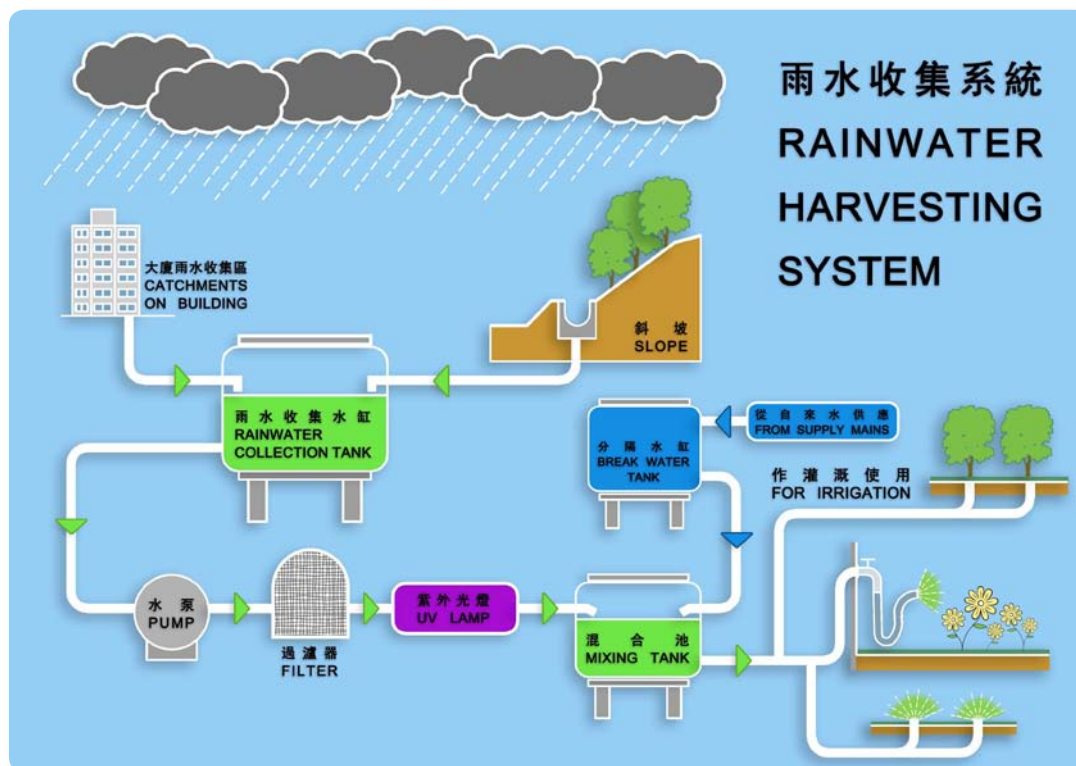 雨水收集系統
RAINWATER
HARVESTING
SYSTEM
大廈雨水收集區
CATCHMENTS
ON BUILDING
斜坡
SLOPE
雨水收集水缸
RAINWATER
COLLECTION TANK
分隔水缸
BREAK WATER
TANK
從自來水供應
FROM SUPPLY MAINS
作灌溉使用
FOR IRRIGATION
水泵
PUMP
過濾器
FILTER
紫外光燈
UV LAMP
混合池
MIXING TANK